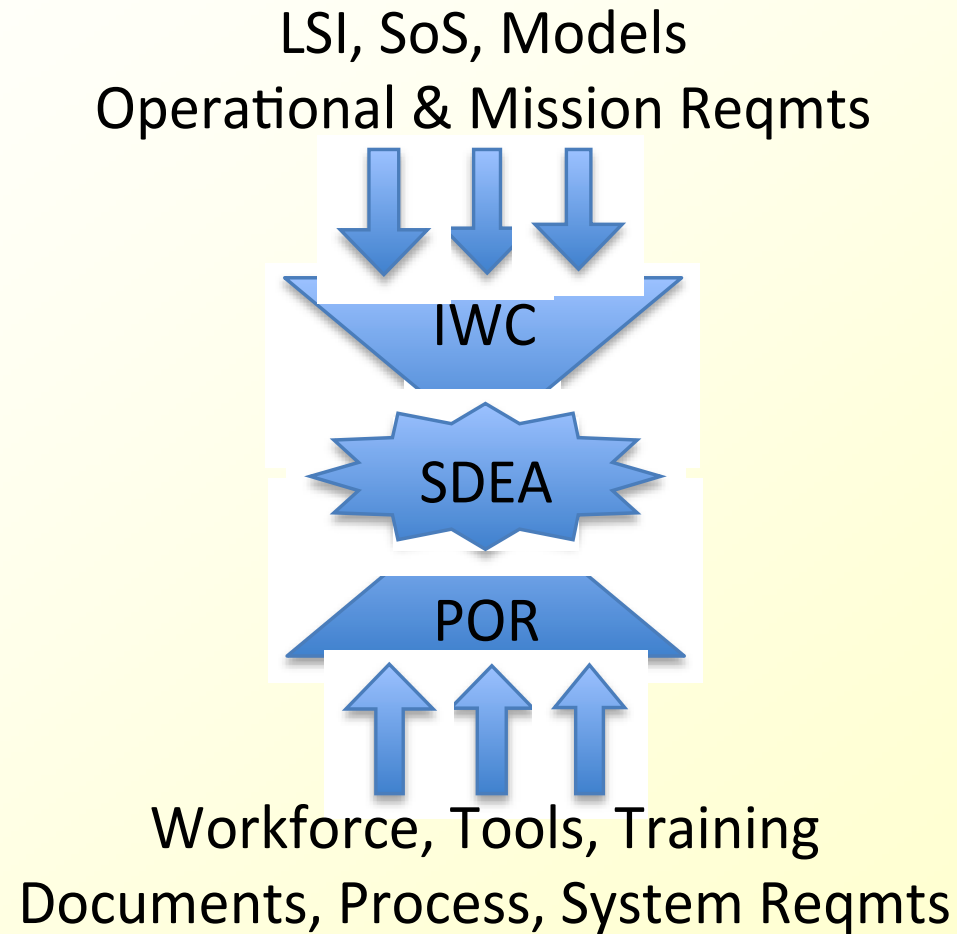 LSI, SoS, Models
Operational & Mission Reqmts
IWC
SDEA
POR
Workforce, Tools, Training
Documents, Process, System Reqmts